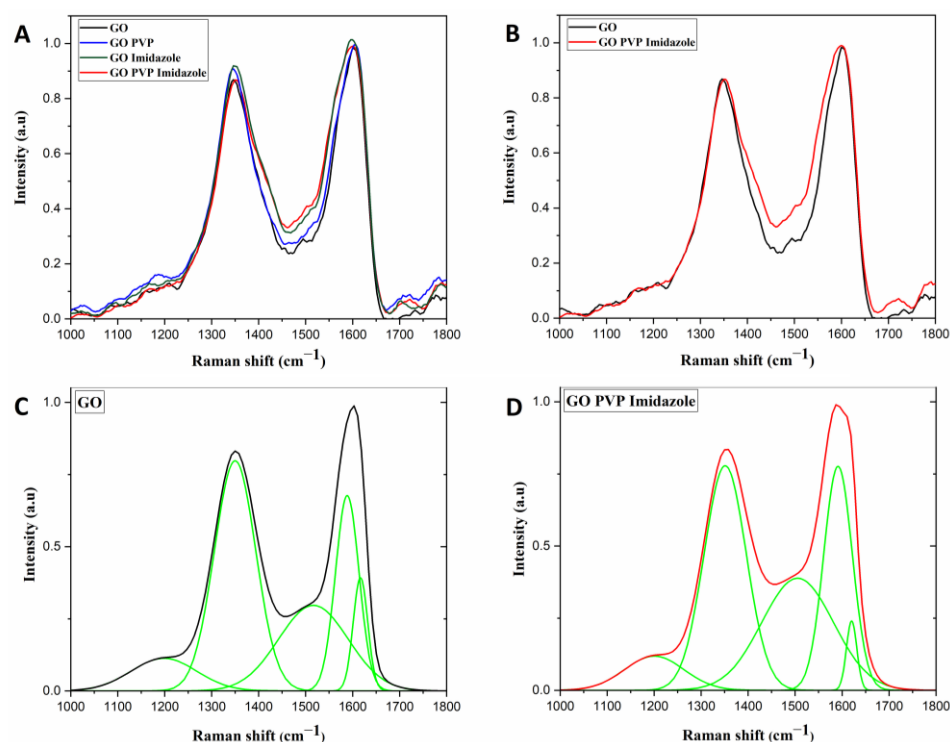 A
GO
GO PVP
GO Imidazole
GO PVP Imidazole
Intensity (a.u)
1.0
0.8
0.6
0.4
0.2
0.0
1000 1100 1200 1300 1400 1500 1600 1700 1800
Raman shift (cm−1)
B
GO
GO PVP Imidazole
Intensity (a.u)
1.0
0.8
0.6
0.4
0.2
0.0
1000 1100 1200 1300 1400 1500 1600 1700 1800
Raman shift (cm−1)
C
GO
Intensity (a.u)
1.0
0.5
0.0
1000 1100 1200 1300 1400 1500 1600 1700 1800
Raman shift (cm−1)
D
GO PVP Imidazole
Intensity (a.u)
1.0
0.5
0.0
1000 1100 1200 1300 1400 1500 1600 1700 1800
Raman shift (cm−1)